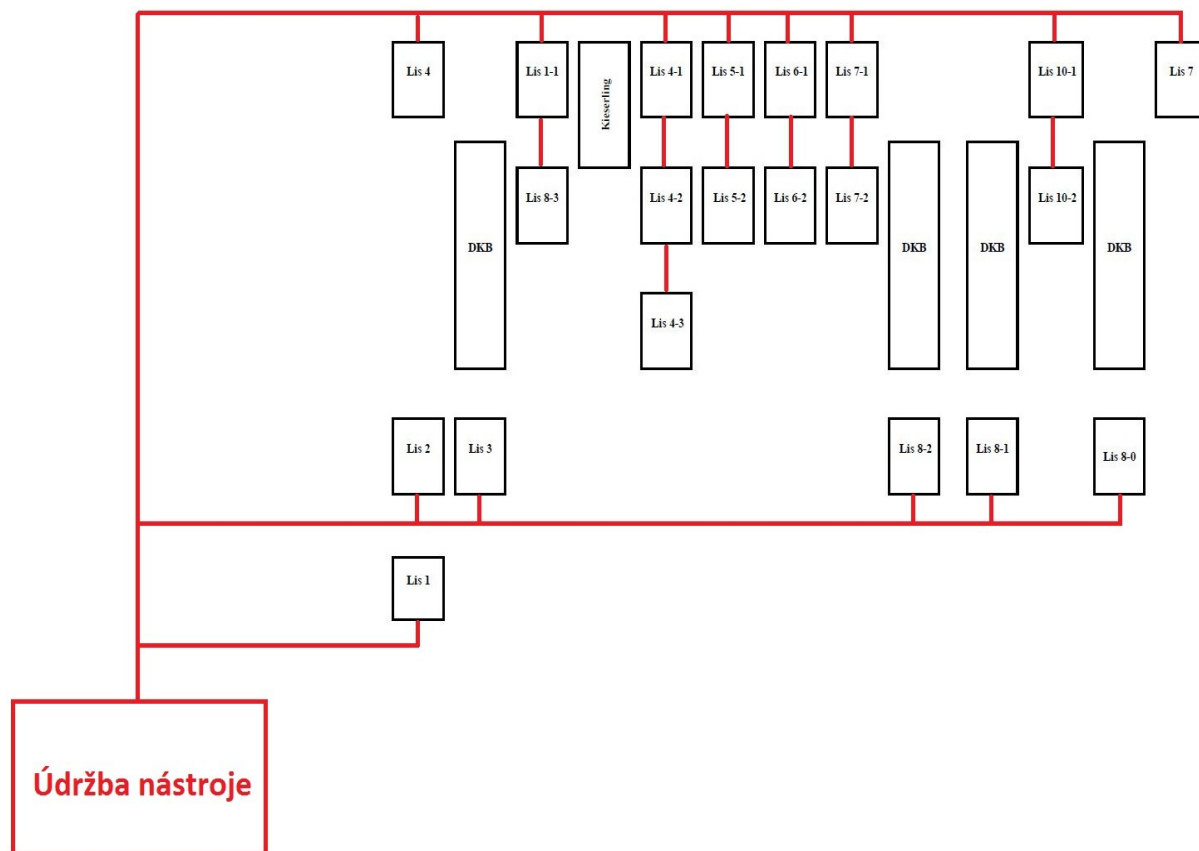 Lis 4
Lis 1-1
Kieserling
Lis 4-1
Lis 5-1
Lis 6-1
Lis 7-1
Lis 10-1
Lis 7
Lis 8-3
Lis 4-2
Lis 5-2
Lis 6-2
Lis 7-2
Lis 10-2
DKB
DKB
DKB
DKB
Lis 4-3
Lis 2
Lis 3
Lis 8-2
Lis 8-1
Lis 8-0
Lis 1
Údržba nástroje